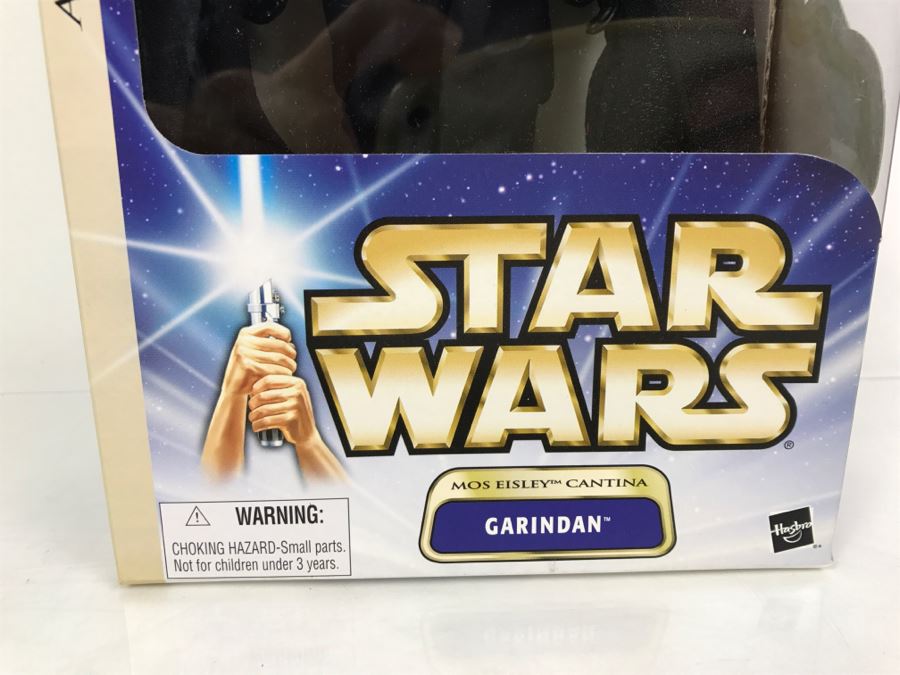 A
STAR
WARS®
MOS EISLEY™ CANTINA
GARINDAN™
⚠ WARNING:
CHOKING HAZARD-Small parts.
Not for children under 3 years.
Hasbro